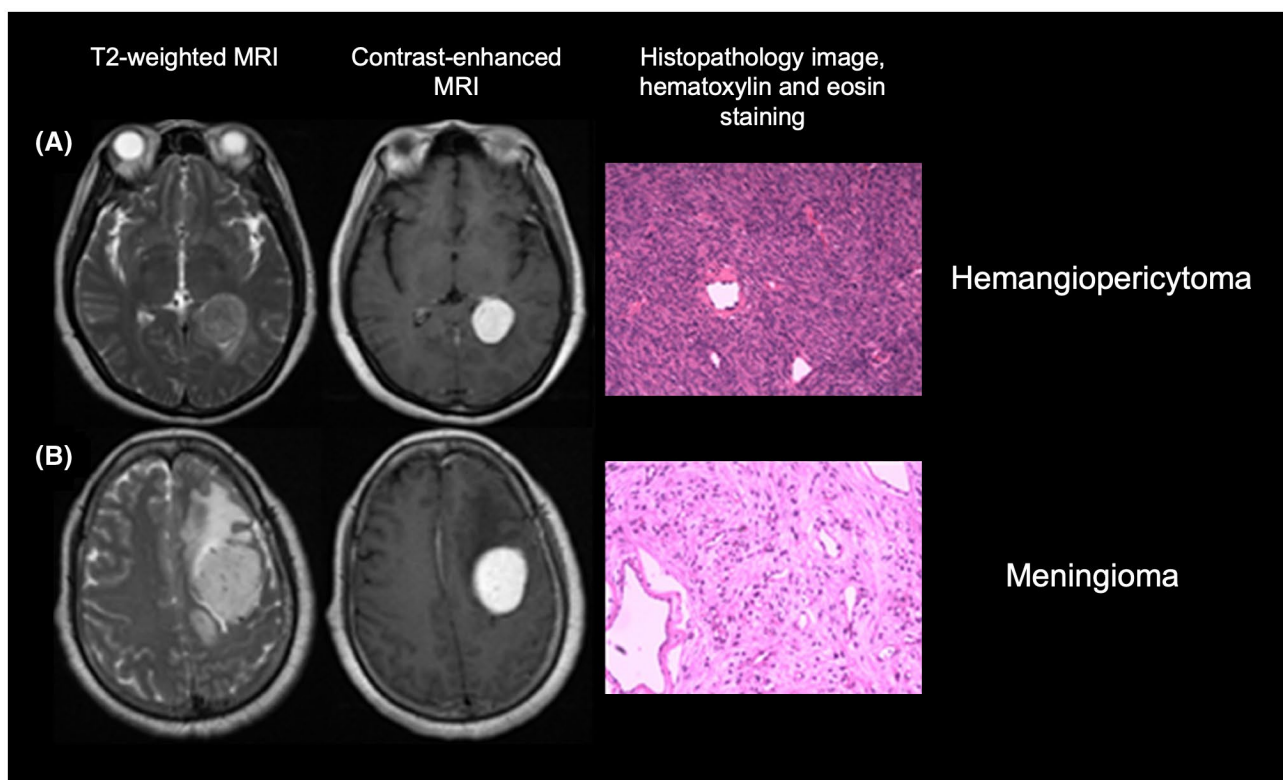 T2-weighted MRI
Contrast-enhanced
MRI
Histopathology image,
hematoxylin and eosin
staining
(A)
Hemangiopericytoma
(B)
Meningioma